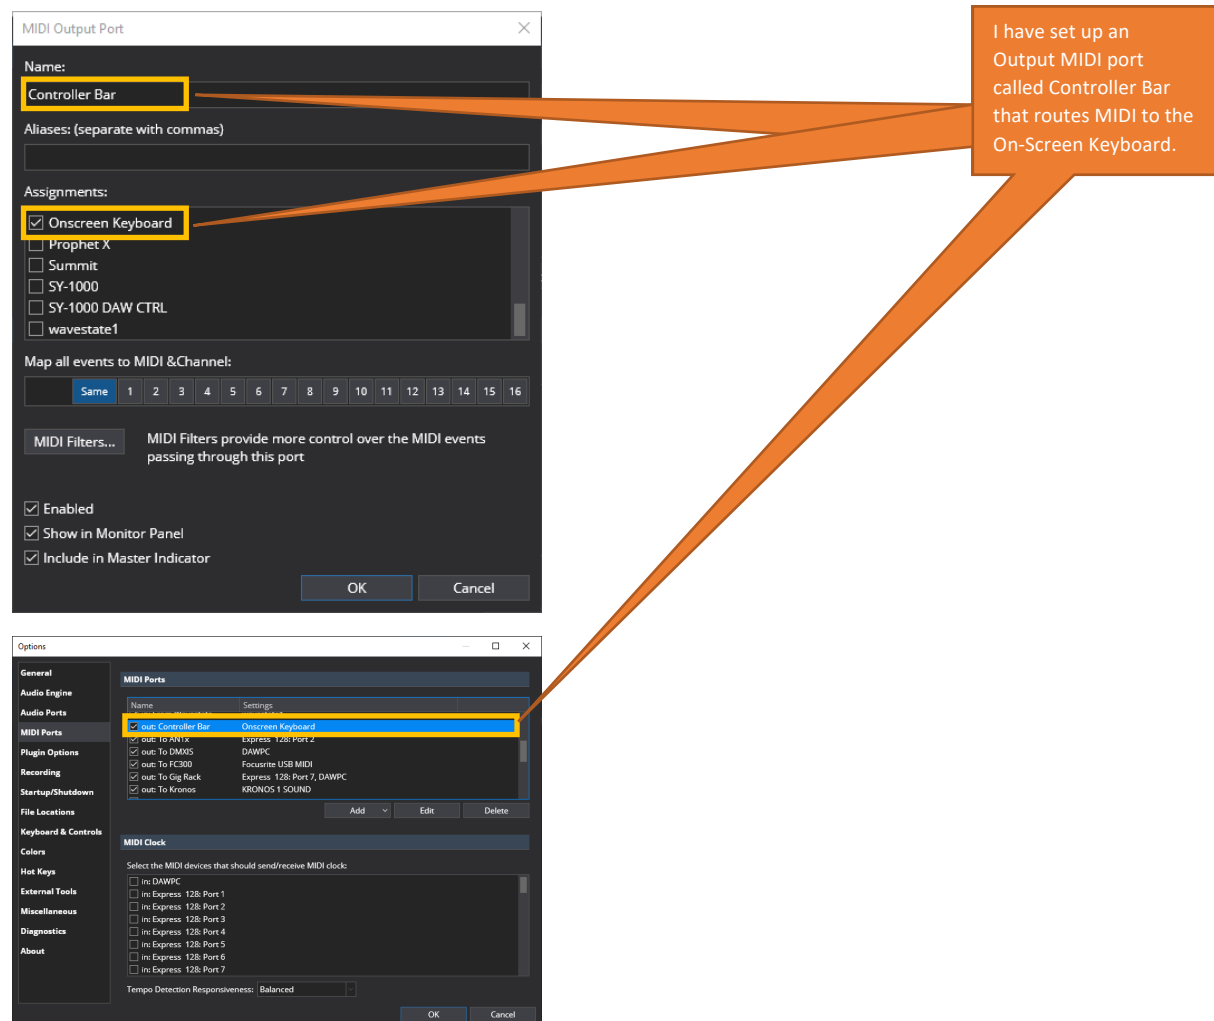 MIDI Output Port
Name:
Controller Bar
Aliases: (separate with commas)
Assignments:
Onscreen Keyboard
Prophet X
Summit
SY-1000
SY-1000 DAW CTRL
wavestate1
Map all events to MIDI &Channel:
Same 1 2 3 4 5 6 7 8 9 10 11 12 13 14 15 16
MIDI Filters...
MIDI Filters provide more control over the MIDI events
passing through this port
Enabled
Show in Monitor Panel
Include in Master Indicator
OK Cancel
I have set up an
Output MIDI port
called Controller Bar
that routes MIDI to the
On-Screen Keyboard.
Options
General
Audio Engine
Audio Ports
MIDI Ports
Plugin Options
Recording
Startup/Shutdown
File Locations
Keyboard & Controls
Colors
Hot Keys
External Tools
Miscellaneous
Diagnostics
About
MIDI Ports
Name Settings
out: Controller Bar Onscreen Keyboard
out: To AN1x Express 128: Port 2
out: To DMXIS DAWPC
out: To FC300 Focusrite USB MIDI
out: To Gig Rack Express 128: Port 7, DAWPC
out: To Kronos KRONOS 1 SOUND
Add Edit Delete
MIDI Clock
Select the MIDI devices that should send/receive MIDI clock:
in: DAWPC
in: Express 128: Port 1
in: Express 128: Port 2
in: Express 128: Port 3
in: Express 128: Port 4
in: Express 128: Port 5
in: Express 128: Port 6
in: Express 128: Port 7
Tempo Detection Responsiveness: Balanced
OK Cancel